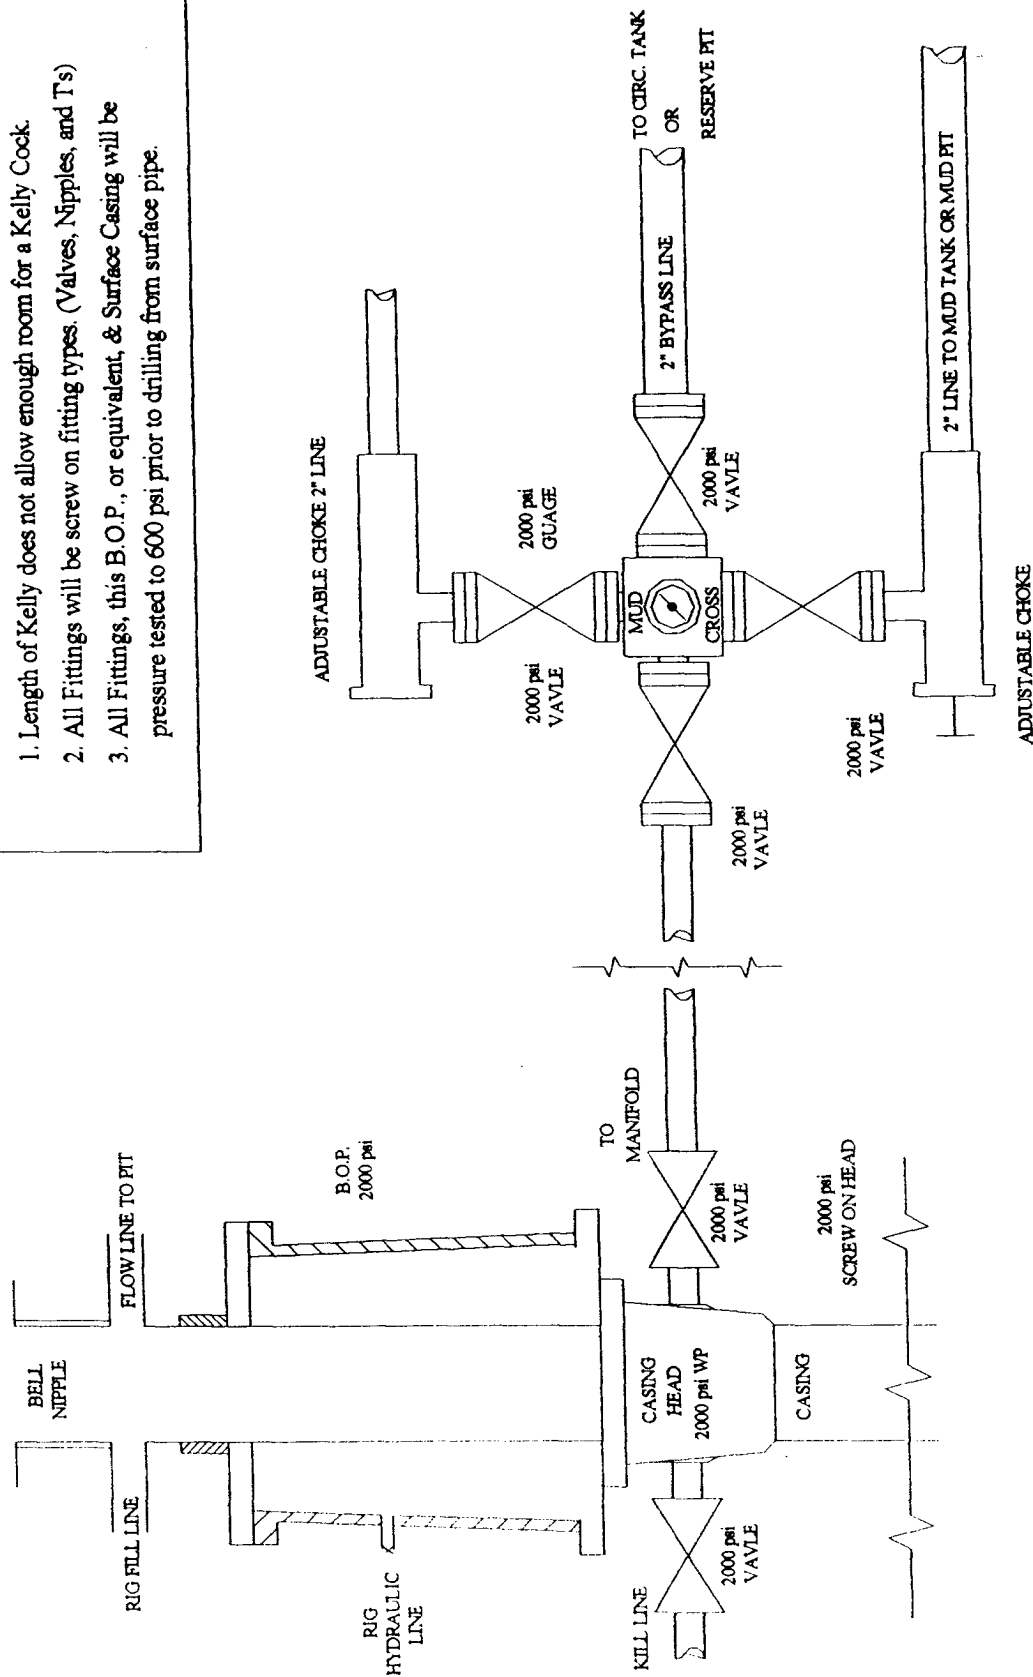 1. Length of Kelly does not allow enough room for a Kelly Cock.
2. All Fittings will be screw on fitting types. (Valves, Nipples, and T's)
3. All Fittings, this B.O.P., or equivalent, & Surface Casing will be
pressure tested to 600 psi prior to drilling from surface pipe.
BELL
NIPPLE
RIG FILL LINE
FLOW LINE TO PIT
RIG
HYDRAULIC
LINE
B.O.P.
2000 psi
KILL LINE
2000 psi
VAVLE
CASING
HEAD
2000 psi WP
CASING
2000 psi
VAVLE
TO
MANIFOLD
2000 psi
SCREW ON HEAD
ADJUSTABLE CHOKE 2" LINE
2000 psi
VAVLE
2000 psi
GUAGE
2000 psi
VAVLE
MUD
CROSS
2000 psi
VAVLE
2" BYPASS LINE
TO CIRC. TANK
OR
RESERVE PIT
2000 psi
VAVLE
2" LINE TO MUD TANK OR MUD PIT
ADJUSTABLE CHOKE